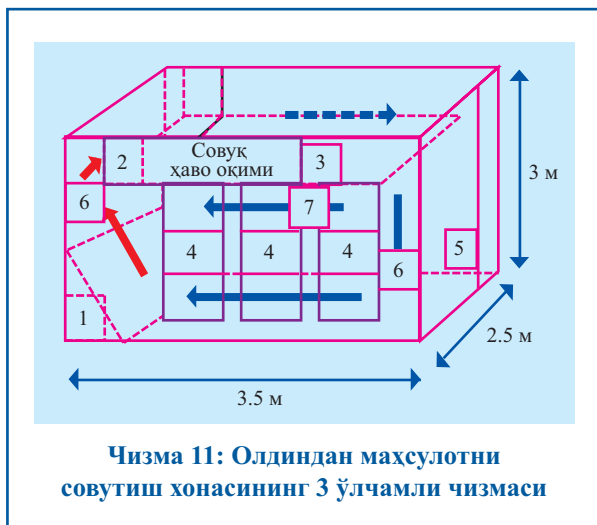 2
Совуқ
ҳаво оқими
3
6
7
3 м
4
4
4
6
5
1
2.5 м
3.5 м
Чизма 11: Олдиндан маҳсулотни
совутиш хонасининг 3 ўлчамли чизмаси